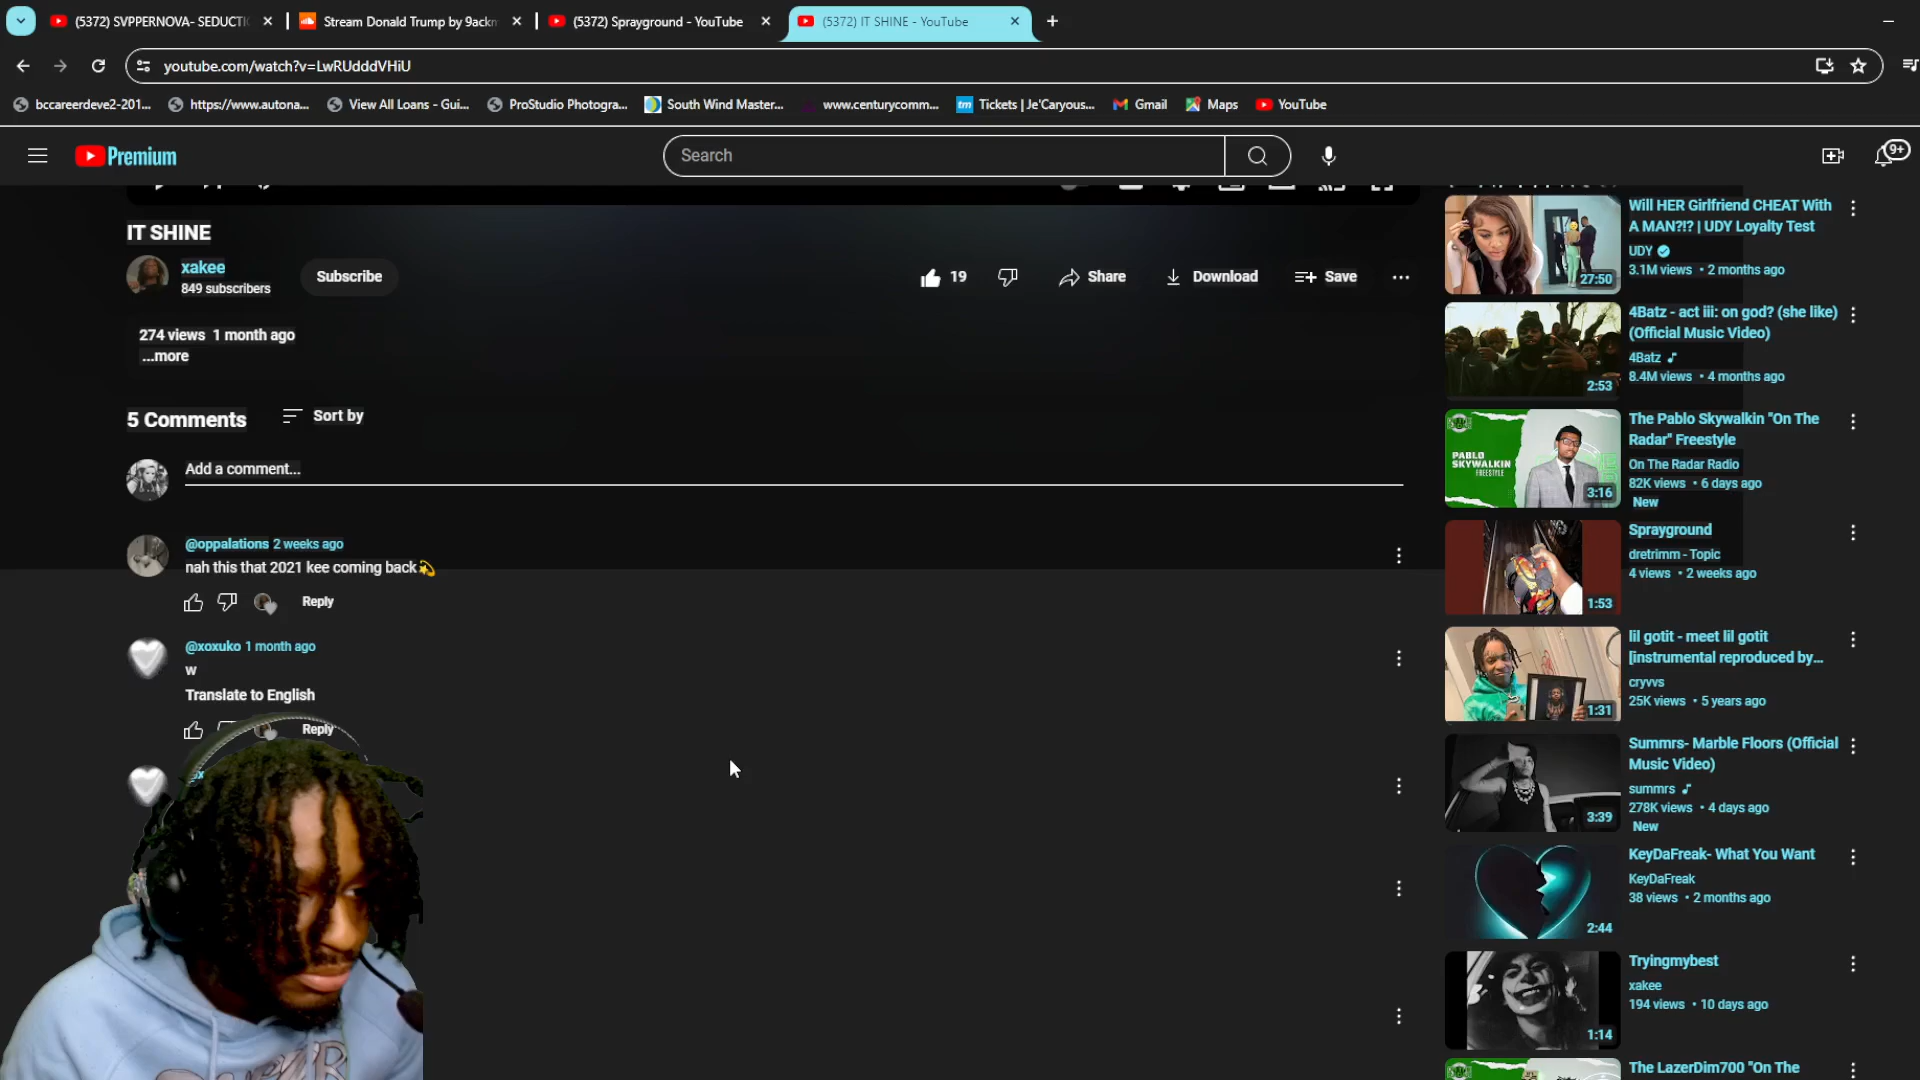 (5372) SVPPERNOVA- SEDUCTI
Stream Donald Trump by 9ackm
(5372) Sprayground - YouTube
(5372) IT SHINE - YouTube
youtube.com/watch?v=LwRUdddVHiU
bccareerdeve2-201...
https://www.autona...
View All Loans - Gui...
ProStudio Photogra...
South Wind Master...
www.centurycomm...
tm Tickets | Je'Caryous...
Gmail
Maps
YouTube
Premium
Search
9+
IT SHINE
xakee
849 subscribers
Subscribe
19
Share
Download
Save
274 views 1 month ago
...more
5 Comments
Sort by
Add a comment...
@oppalations 2 weeks ago
nah this that 2021 kee coming back💫
Reply
@xoxuko 1 month ago
w
Translate to English
Reply
Will HER Girlfriend CHEAT With
A MAN?!? | UDY Loyalty Test
UDY
3.1M views • 2 months ago
27:50
4Batz - act iii: on god? (she like)
(Official Music Video)
4Batz
8.4M views • 4 months ago
2:53
The Pablo Skywalkin "On The
Radar" Freestyle
On The Radar Radio
82K views • 6 days ago
New
PABLO
SKYWALKIN
FREESTYLE
3:16
Sprayground
dretrimm - Topic
4 views • 2 weeks ago
1:53
lil gotit - meet lil gotit
[instrumental reproduced by...
cryvvs
25K views • 5 years ago
1:31
Summrs- Marble Floors (Official
Music Video)
summrs
278K views • 4 days ago
New
3:39
KeyDaFreak- What You Want
KeyDaFreak
38 views • 2 months ago
2:44
Tryingmybest
xakee
194 views • 10 days ago
1:14
The LazerDim700 "On The